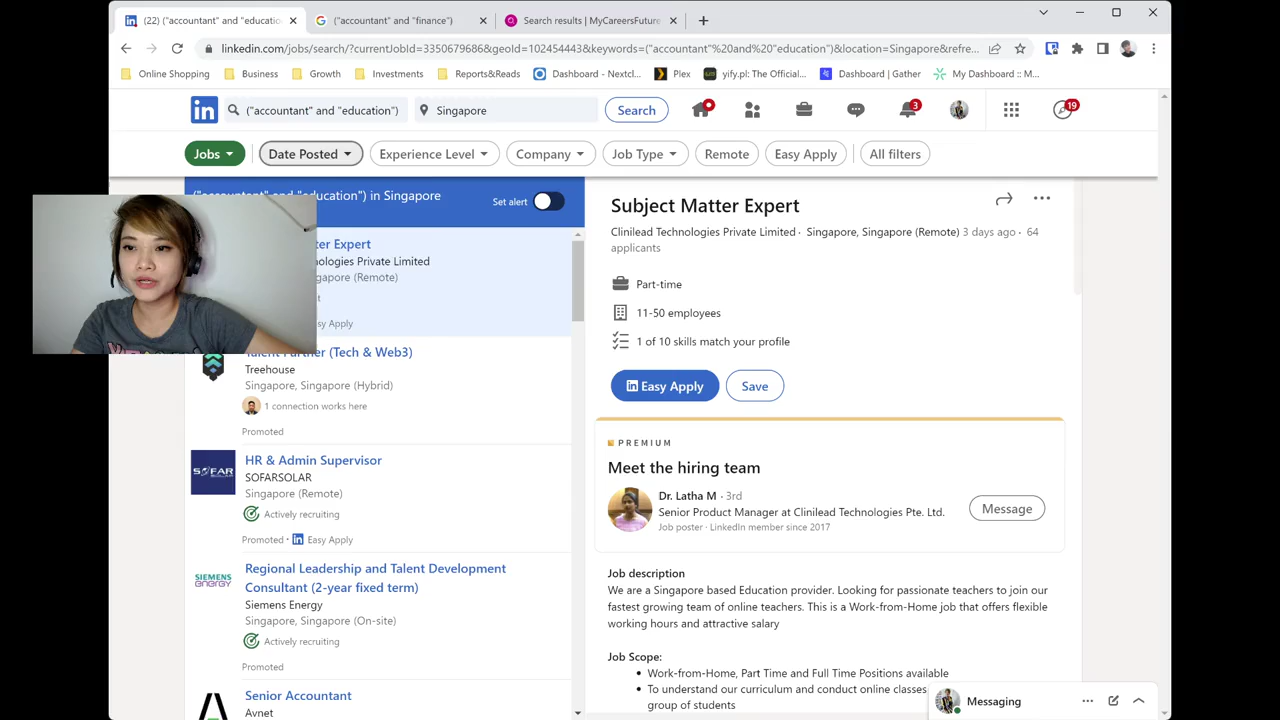 (22) ("accountant" and "educatio
("accountant" and "finance")
Search results | MyCareersFuture
linkedin.com/jobs/search/?currentJobId=3350679686&geoId=102454443&keywords=("accountant"%20and%20"education")&location=Singapore&refre...
Online Shopping
Business
Growth
Investments
Reports&Reads
Dashboard - Nextcl...
Plex
yify.pl: The Official...
Dashboard | Gather
My Dashboard :: M...
in
("accountant" and "education")
Singapore
Search
3
19
Jobs
Date Posted
Experience Level
Company
Job Type
Remote
Easy Apply
All filters
("accountant" and "education") in Singapore
Set alert
ter Expert
nologies Private Limited
gapore (Remote)
sy Apply
Talent Partner (Tech & Web3)
Treehouse
Singapore, Singapore (Hybrid)
1 connection works here
Promoted
SOFAR
HR & Admin Supervisor
SOFARSOLAR
Singapore (Remote)
Actively recruiting
Promoted · in Easy Apply
SIEMENS
energy
Regional Leadership and Talent Development
Consultant (2-year fixed term)
Siemens Energy
Singapore, Singapore (On-site)
Actively recruiting
Promoted
Senior Accountant
Avnet
Subject Matter Expert
Clinilead Technologies Private Limited · Singapore, Singapore (Remote) 3 days ago · 64
applicants
Part-time
11-50 employees
1 of 10 skills match your profile
in Easy Apply
Save
PREMIUM
Meet the hiring team
Dr. Latha M · 3rd
Senior Product Manager at Clinilead Technologies Pte. Ltd.
Job poster · LinkedIn member since 2017
Message
Job description
We are a Singapore based Education provider. Looking for passionate teachers to join our
fastest growing team of online teachers. This is a Work-from-Home job that offers flexible
working hours and attractive salary
Job Scope:
• Work-from-Home, Part Time and Full Time Positions available
• To understand our curriculum and conduct online classes
group of students
Messaging